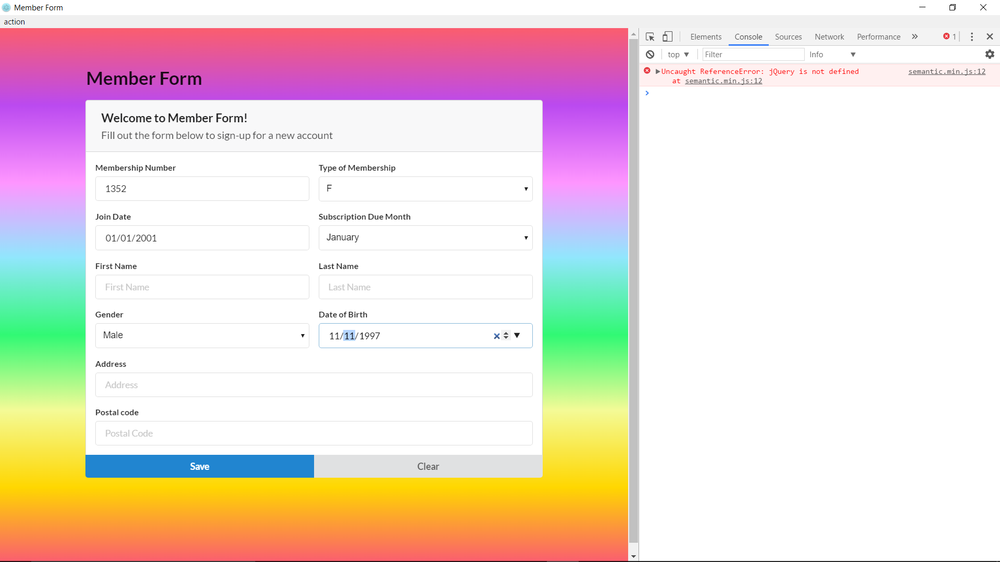 Member Form
action
Member Form
Welcome to Member Form!
Fill out the form below to sign-up for a new account
Membership Number
Type of Membership
1352
F
Join Date
Subscription Due Month
01/01/2001
January
First Name
Last Name
First Name
Last Name
Gender
Date of Birth
Male
11/11/1997
Address
Address
Postal code
Postal Code
Save
Clear
Elements Console Sources Network Performance » 1
top Filter Info
Uncaught ReferenceError: jQuery is not defined semantic.min.js:12
at semantic.min.js:12